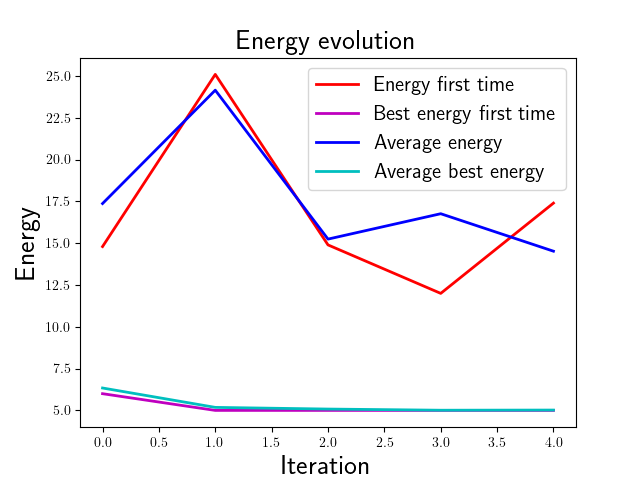 Energy evolution
25.0
22.5
20.0
17.5
15.0
12.5
10.0
7.5
5.0
Energy
Energy first time
Best energy first time
Average energy
Average best energy
0.0 0.5 1.0 1.5 2.0 2.5 3.0 3.5 4.0
Iteration